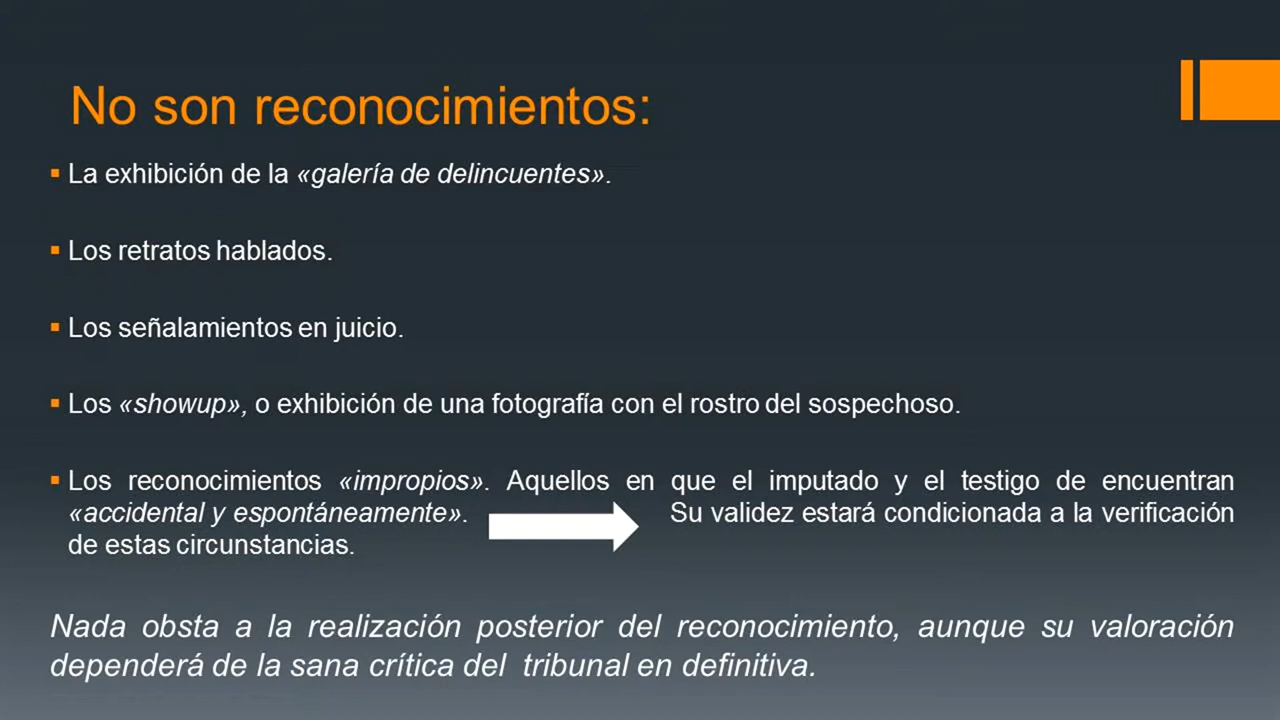 No son reconocimientos:
▪ La exhibición de la «galería de delincuentes».
▪ Los retratos hablados.
▪ Los señalamientos en juicio.
▪ Los «showup», o exhibición de una fotografía con el rostro del sospechoso.
▪ Los reconocimientos «impropios». Aquellos en que el imputado y el testigo de encuentran
«accidental y espontáneamente». Su validez estará condicionada a la verificación
de estas circunstancias.
Nada obsta a la realización posterior del reconocimiento, aunque su valoración
dependerá de la sana crítica del tribunal en definitiva.